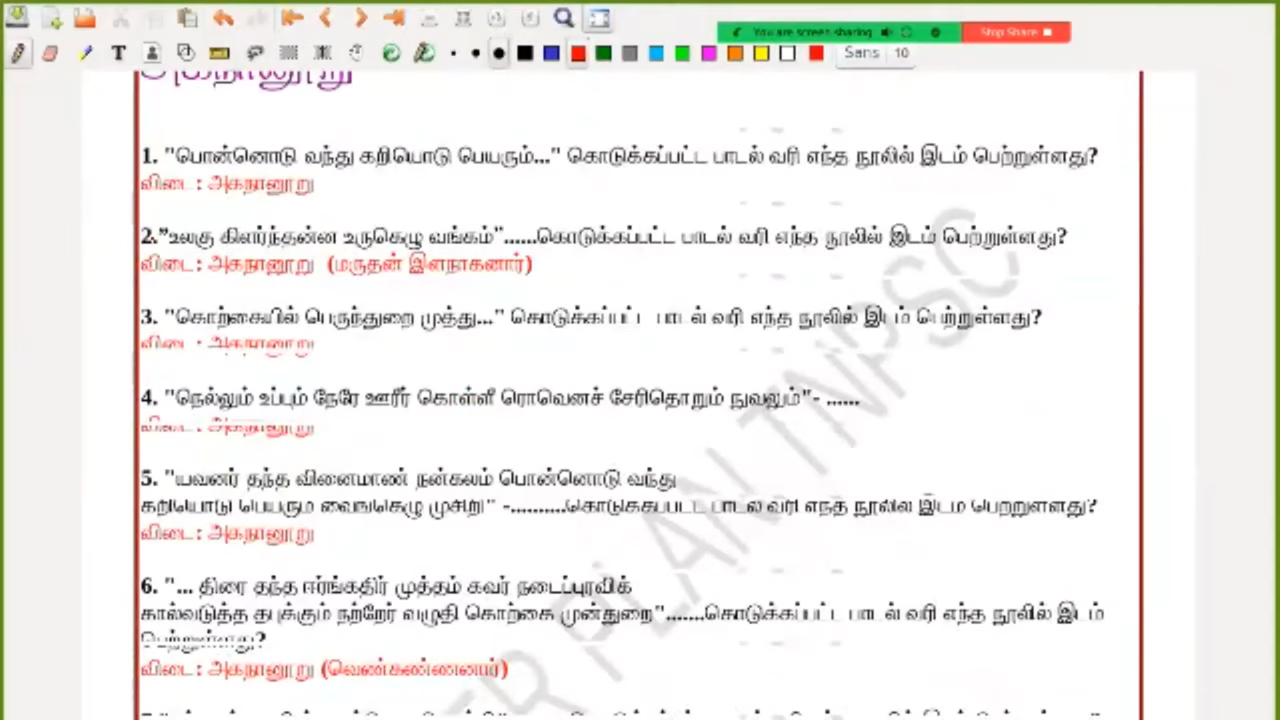 You are screen sharing
Stop Share
Sans 10
அகநானூறு
1. "பொன்னொடு வந்து கறியொடு பெயரும்..." கொடுக்கப்பட்ட பாடல் வரி எந்த நூலில் இடம் பெற்றுள்ளது?
விடை: அகநானூறு
2."உலகு கிளர்ந்தன்ன உருகெழு வங்கம்"......கொடுக்கப்பட்ட பாடல் வரி எந்த நூலில் இடம் பெற்றுள்ளது?
விடை: அகநானூறு (மருதன் இளநாகனார்)
3. "கொற்கையில் பெருந்துறை முத்து..." கொடுக்கப்பட்ட பாடல் வரி எந்த நூலில் இடம் பெற்றுள்ளது?
விடை: அகநானூறு
4. "நெல்லும் உப்பும் நேரே ஊரீர் கொள்ளீ ரொவெனச் சேரிதொறும் நுவலும்"- ......
விடை: அகநானூறு
5. "யவனர் தந்த வினைமாண் நன்கலம் பொன்னொடு வந்து
கறியொடு பெயரும் வளங்கெழு முசிறி" -..........கொடுக்கப்பட்ட பாடல் வரி எந்த நூலில் இடம் பெற்றுள்ளது?
விடை: அகநானூறு
6. "... திரை தந்த ஈர்ங்கதிர் முத்தம் கவர் நடைப்புரவிக்
கால்வடுத்த தபுக்கும் நற்றேர் வழுதி கொற்கை முன்துறை".......கொடுக்கப்பட்ட பாடல் வரி எந்த நூலில் இடம்
பெற்றுள்ளது?
விடை: அகநானூறு (வெண்கண்ணனார்)
ER PLAN TNPSC